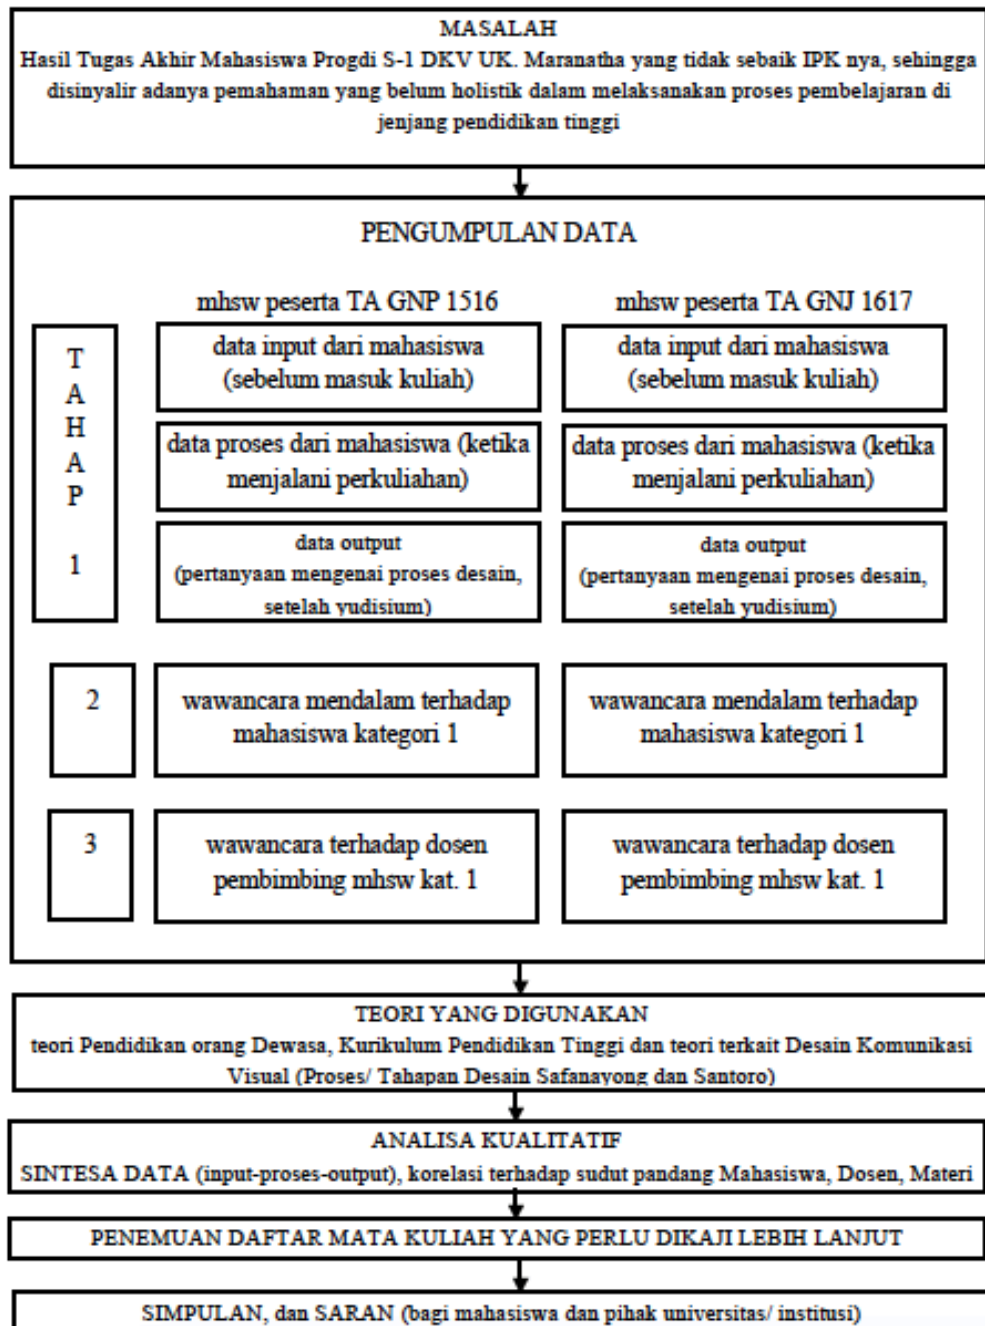 MASALAH
Hasil Tugas Akhir Mahasiswa Progdi S-1 DKV UK. Maranatha yang tidak sebaik IPK nya, sehingga
disinyalir adanya pemahaman yang belum holistik dalam melaksanakan proses pembelajaran di
jenjang pendidikan tinggi
PENGUMPULAN DATA
mhsw peserta TA GNP 1516
mhsw peserta TA GNJ 1617
T
A
H
A
P
1
data input dari mahasiswa
(sebelum masuk kuliah)
data input dari mahasiswa
(sebelum masuk kuliah)
data proses dari mahasiswa (ketika
menjalani perkuliahan)
data proses dari mahasiswa (ketika
menjalani perkuliahan)
data output
(pertanyaan mengenai proses desain,
setelah yudisium)
data output
(pertanyaan mengenai proses desain,
setelah yudisium)
2
wawancara mendalam terhadap
mahasiswa kategori 1
wawancara mendalam terhadap
mahasiswa kategori 1
3
wawancara terhadap dosen
pembimbing mhsw kat. 1
wawancara terhadap dosen
pembimbing mhsw kat. 1
TEORI YANG DIGUNAKAN
teori Pendidikan orang Dewasa, Kurikulum Pendidikan Tinggi dan teori terkait Desain Komunikasi
Visual (Proses/ Tahapan Desain Safanayong dan Santoro)
ANALISA KUALITATIF
SINTESA DATA (input-proses-output), korelasi terhadap sudut pandang Mahasiswa, Dosen, Materi
PENEMUAN DAFTAR MATA KULIAH YANG PERLU DIKAJI LEBIH LANJUT
SIMPULAN, dan SARAN (bagi mahasiswa dan pihak universitas/ institusi)